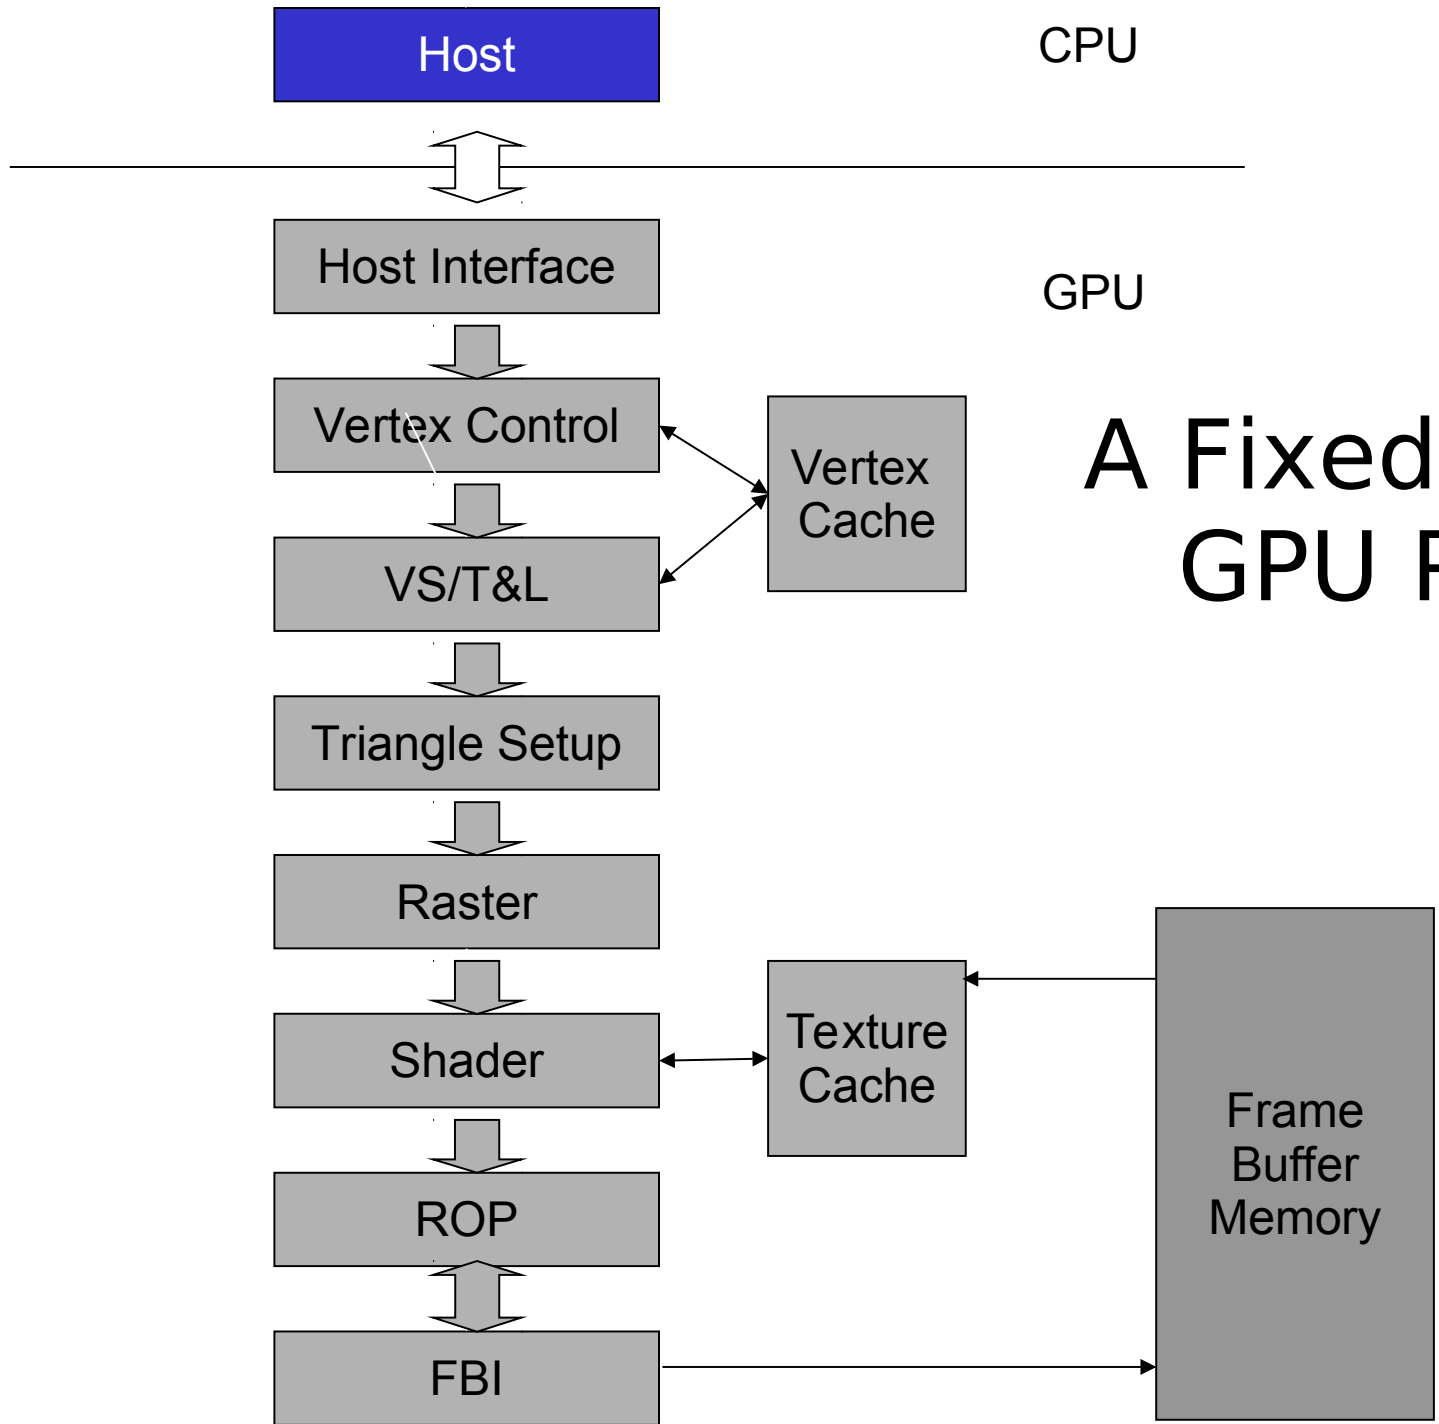 Host
CPU
Host Interface
GPU
Vertex Control
Vertex
Cache
A Fixed
GPU
VS/T&L
Triangle Setup
Raster
Texture
Cache
Shader
Frame
Buffer
Memory
ROP
FBI